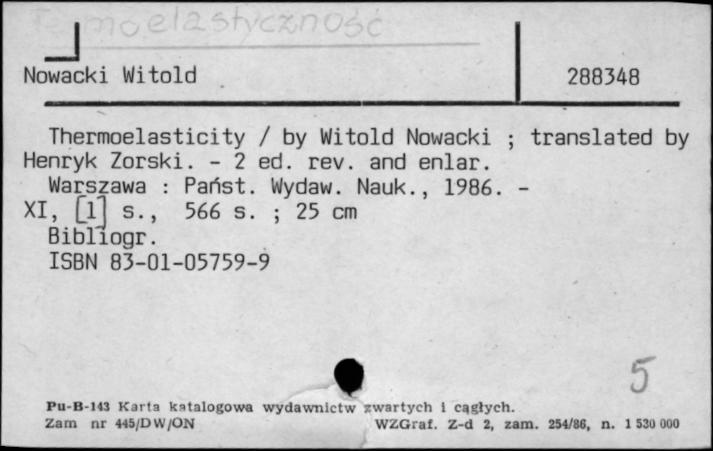 Termoelastyczność
Nowacki Witold 288348
Thermoelasticity / by Witold Nowacki ; translated by
Henryk Zorski. - 2 ed. rev. and enlar.
Warszawa : Państ. Wydaw. Nauk., 1986. -
XI, [1] s., 566 s. ; 25 cm
Bibliogr.
ISBN 83-01-05759-9
5
Pu-B-143 Karta katalogowa wydawnictw zwartych i cągłych.
Zam nr 445/DW/ON WZGraf. Z-d 2, zam. 254/86, n. 1 530 000